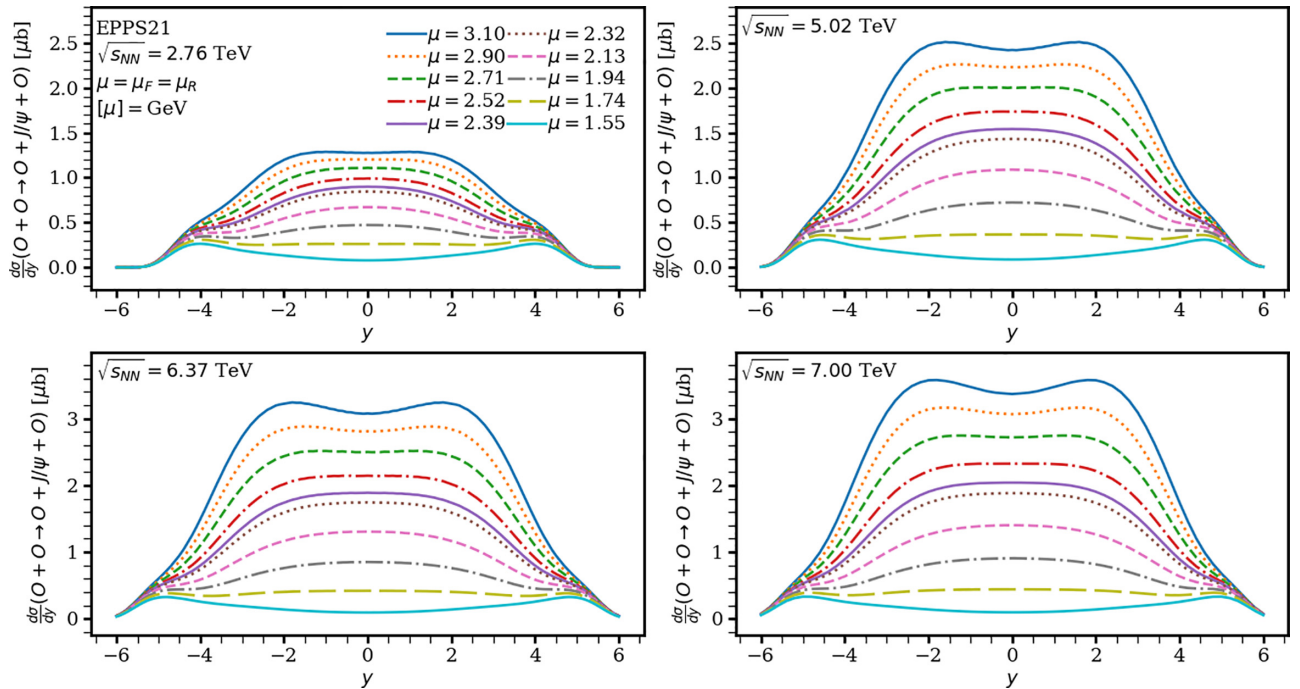 EPPS21
√s_NN = 2.76 TeV
μ = μ_F = μ_R
[μ] = GeV
μ = 3.10
μ = 2.90
μ = 2.71
μ = 2.52
μ = 2.39
μ = 2.32
μ = 2.13
μ = 1.94
μ = 1.74
μ = 1.55
dσ/dy (O + O → O + J/ψ + O) [μb]
2.5
2.0
1.5
1.0
0.5
0.0
−6 −4 −2 0 2 4 6
y
√s_NN = 5.02 TeV
dσ/dy (O + O → O + J/ψ + O) [μb]
2.5
2.0
1.5
1.0
0.5
0.0
−6 −4 −2 0 2 4 6
y
√s_NN = 6.37 TeV
dσ/dy (O + O → O + J/ψ + O) [μb]
3
2
1
0
−6 −4 −2 0 2 4 6
y
√s_NN = 7.00 TeV
dσ/dy (O + O → O + J/ψ + O) [μb]
3
2
1
0
−6 −4 −2 0 2 4 6
y